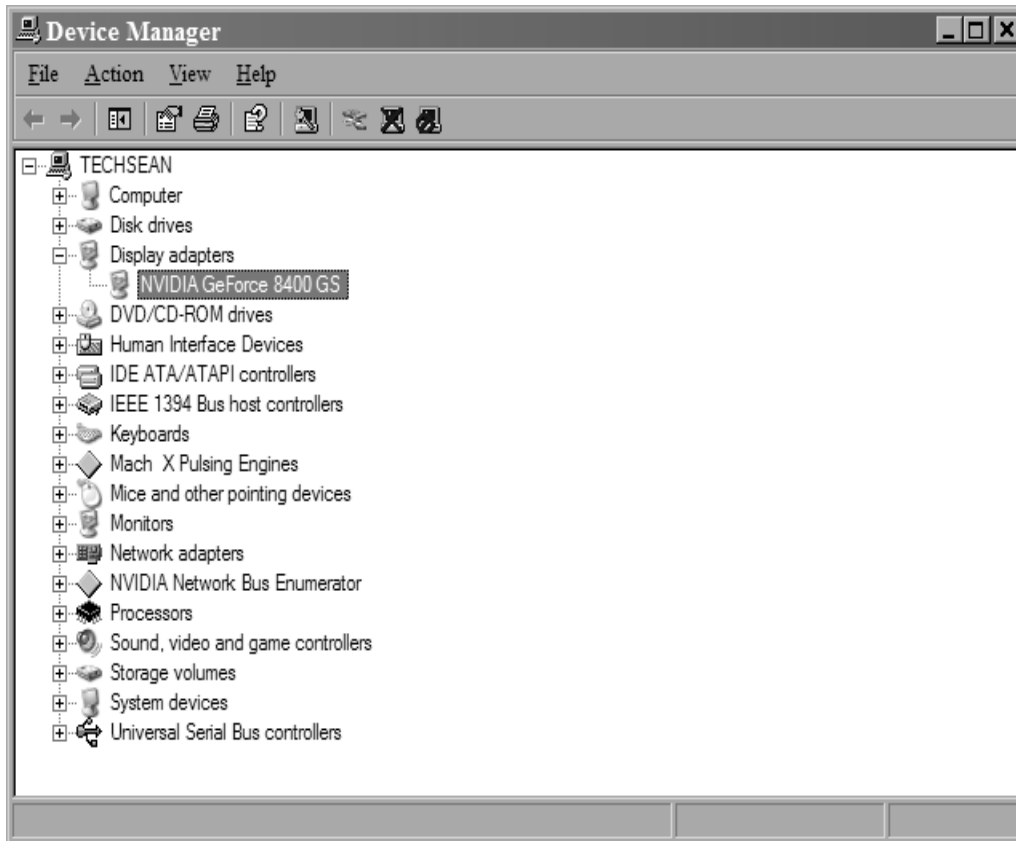 Device Manager
File Action View Help
TECHSEAN
Computer
Disk drives
Display adapters
NVIDIA GeForce 8400 GS
DVD/CD-ROM drives
Human Interface Devices
IDE ATA/ATAPI controllers
IEEE 1394 Bus host controllers
Keyboards
Mach X Pulsing Engines
Mice and other pointing devices
Monitors
Network adapters
NVIDIA Network Bus Enumerator
Processors
Sound, video and game controllers
Storage volumes
System devices
Universal Serial Bus controllers